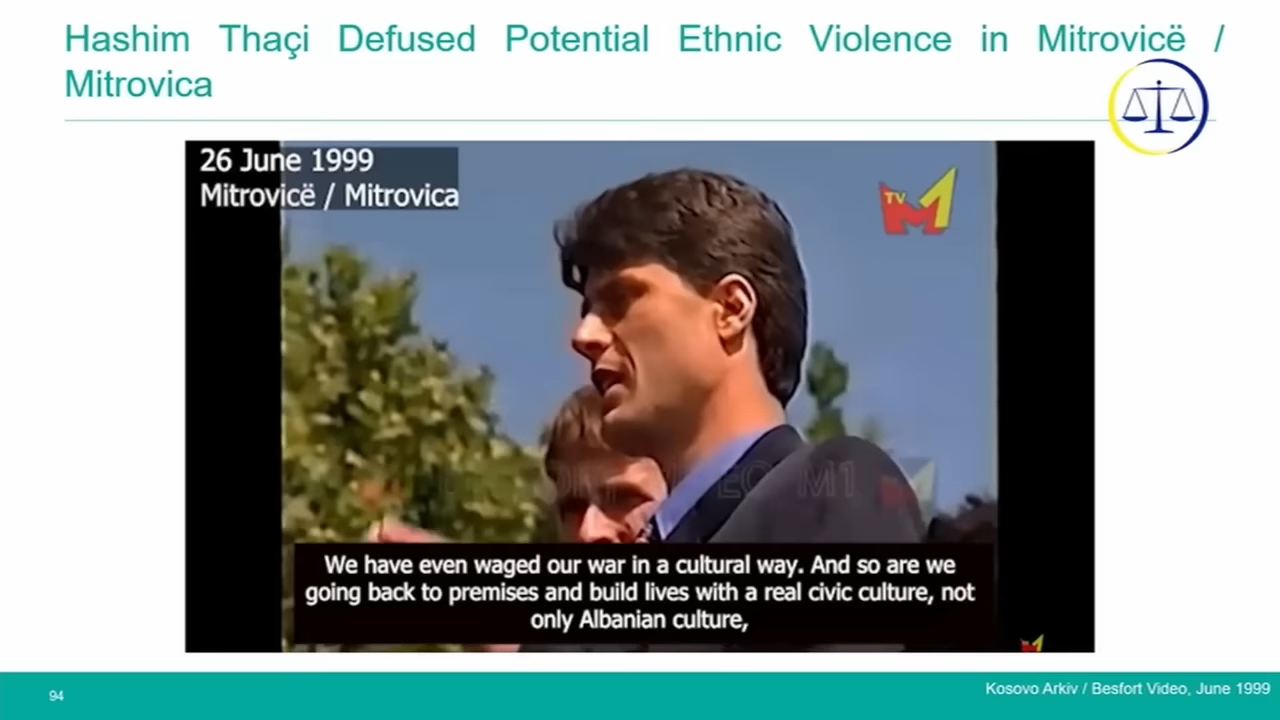 Hashim Thaçi Defused Potential Ethnic Violence in Mitrovicë /
Mitrovica
26 June 1999
Mitrovicë / Mitrovica
TV
M1
M1
We have even waged our war in a cultural way. And so are we
going back to premises and build lives with a real civic culture, not
only Albanian culture,
94
Kosovo Arkiv / Besfort Video, June 1999